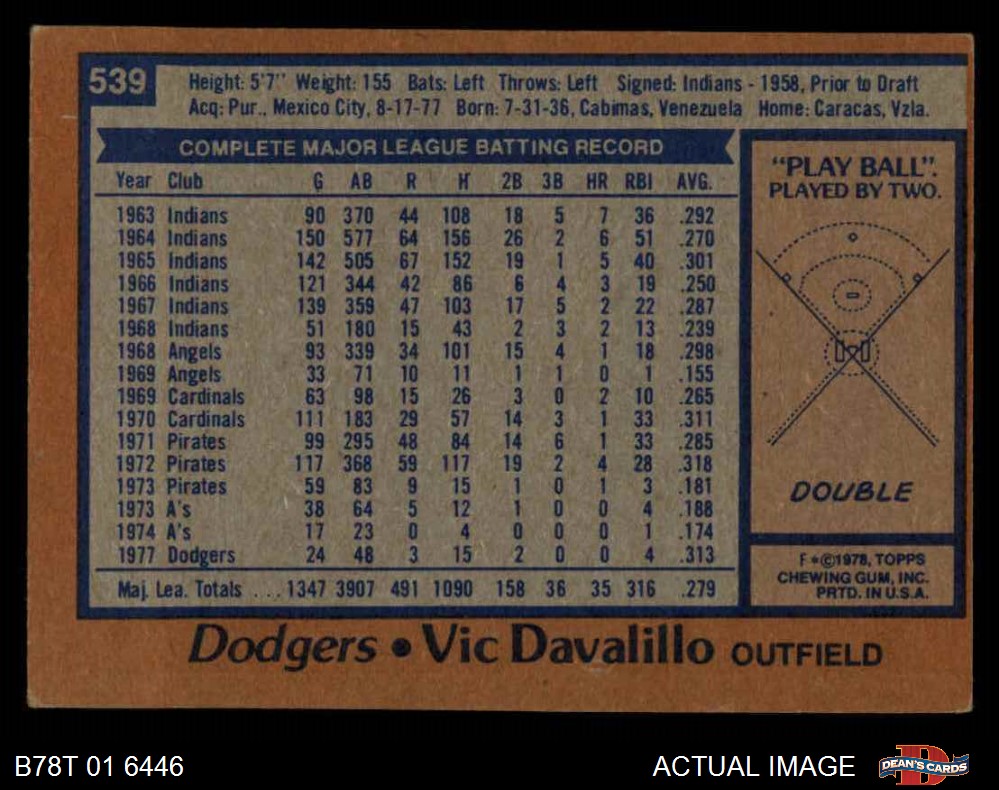 539
Height: 5'7" Weight: 155 Bats: Left Throws: Left Signed: Indians - 1958, Prior to Draft
Acq: Pur., Mexico City, 8-17-77 Born: 7-31-36, Cabimas, Venezuela Home: Caracas, Vzla.
COMPLETE MAJOR LEAGUE BATTING RECORD
Year Club G AB R H 2B 3B HR RBI AVG.
1963 Indians 90 370 44 108 18 5 7 36 .292
1964 Indians 150 577 64 156 26 2 6 51 .270
1965 Indians 142 505 67 152 19 1 5 40 .301
1966 Indians 121 344 42 86 6 4 3 19 .250
1967 Indians 139 359 47 103 17 5 2 22 .287
1968 Indians 51 180 15 43 2 3 2 13 .239
1968 Angels 93 339 34 101 15 4 1 18 .298
1969 Angels 33 71 10 11 1 1 0 1 .155
1969 Cardinals 63 98 15 26 3 0 2 10 .265
1970 Cardinals 111 183 29 57 14 3 1 33 .311
1971 Pirates 99 295 48 84 14 6 1 33 .285
1972 Pirates 117 368 59 117 19 2 4 28 .318
1973 Pirates 59 83 9 15 1 0 1 3 .181
1973 A's 38 64 5 12 1 0 0 4 .188
1974 A's 17 23 0 4 0 0 0 1 .174
1977 Dodgers 24 48 3 15 2 0 0 4 .313
Maj. Lea. Totals ... 1347 3907 491 1090 158 36 35 316 .279
"PLAY BALL".
PLAYED BY TWO.
DOUBLE
F*©1978, TOPPS
CHEWING GUM, INC.
PRTD. IN U.S.A.
Dodgers • Vic Davalillo OUTFIELD
B78T 01 6446
ACTUAL IMAGE
D
DEAN'S CARDS